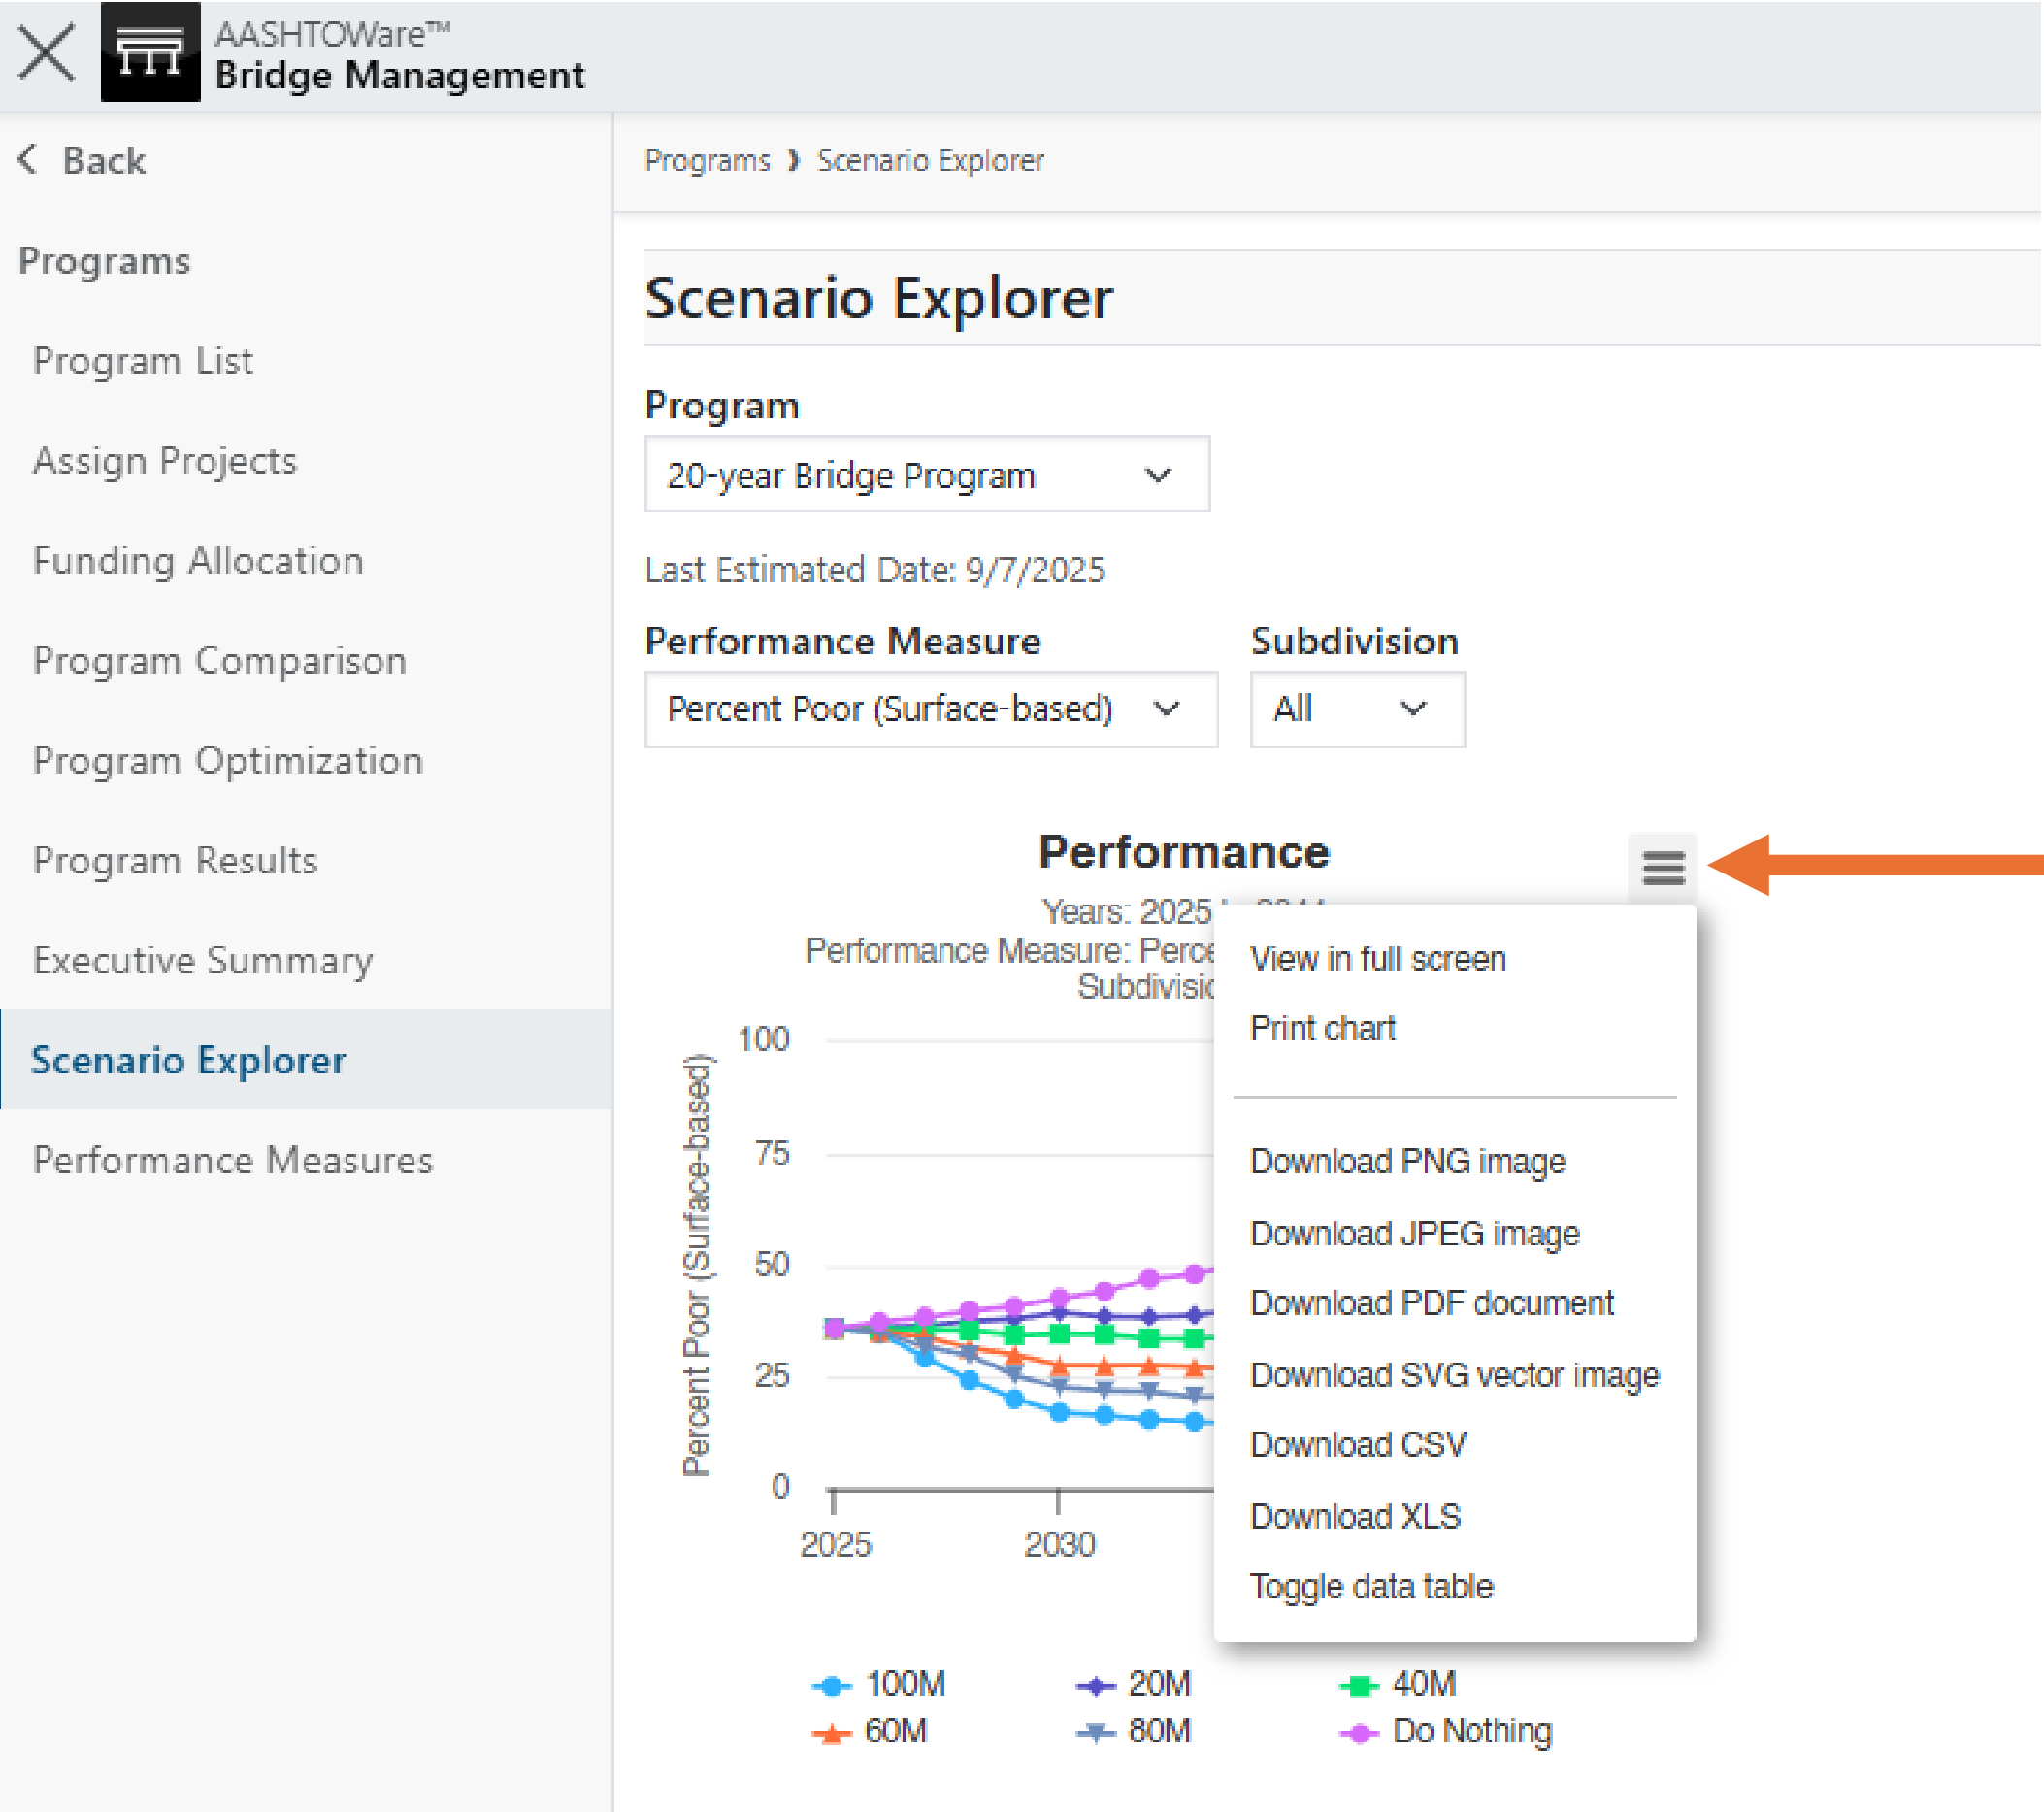 AASHTOWare™
Bridge Management
Back
Programs
Program List
Assign Projects
Funding Allocation
Program Comparison
Program Optimization
Program Results
Executive Summary
Scenario Explorer
Performance Measures
Programs › Scenario Explorer
Scenario Explorer
Program
20-year Bridge Program
Last Estimated Date: 9/7/2025
Performance Measure Subdivision
Percent Poor (Surface-based) All
Performance
Years: 2025
Performance Measure:
View in full screen
Print chart
Download PNG image
Download JPEG image
Download PDF document
Download SVG vector image
Download CSV
Download XLS
Toggle data table
Percent Poor (Surface-based)
100
75
50
25
0
2025 2030
100M 20M 40M
60M 80M Do Nothing